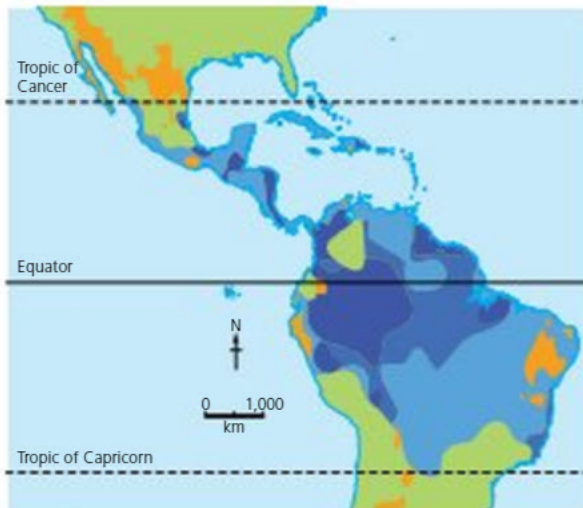 Tropic of
Cancer
Equator
N
0 1,000
km
Tropic of Capricorn